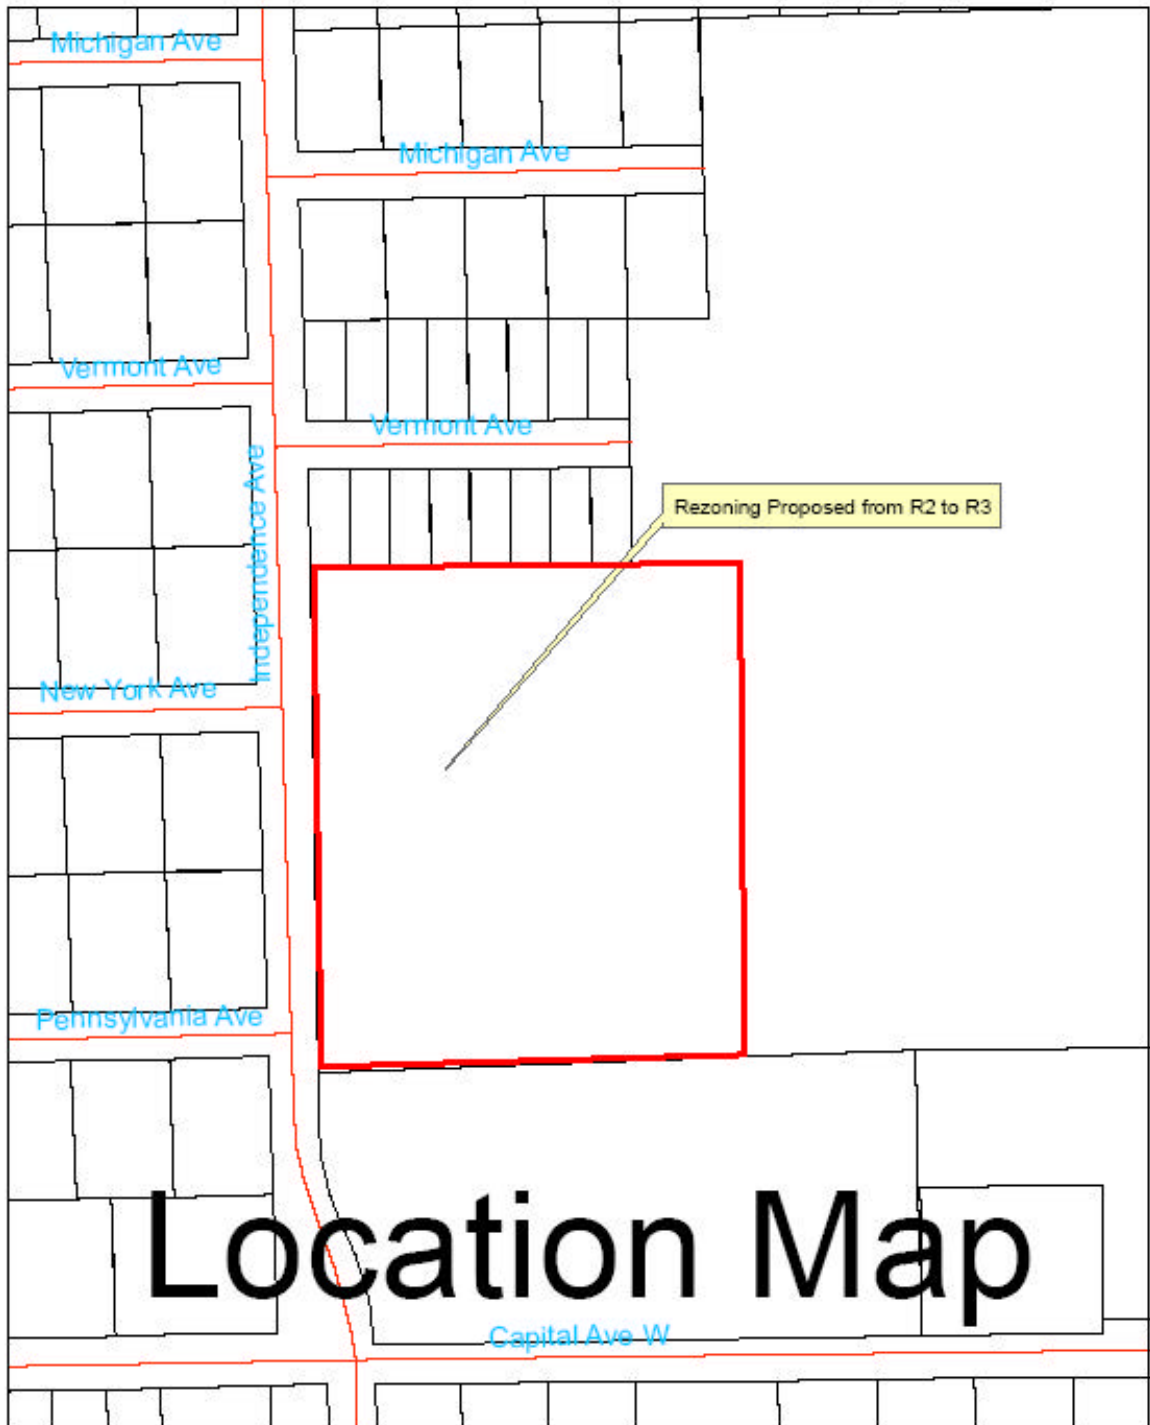 Michigan Ave
Michigan Ave
Vermont Ave
Vermont Ave
Independence Ave
Rezoning Proposed from R2 to R3
New York Ave
Pennsylvania Ave
Location Map
Capital Ave W